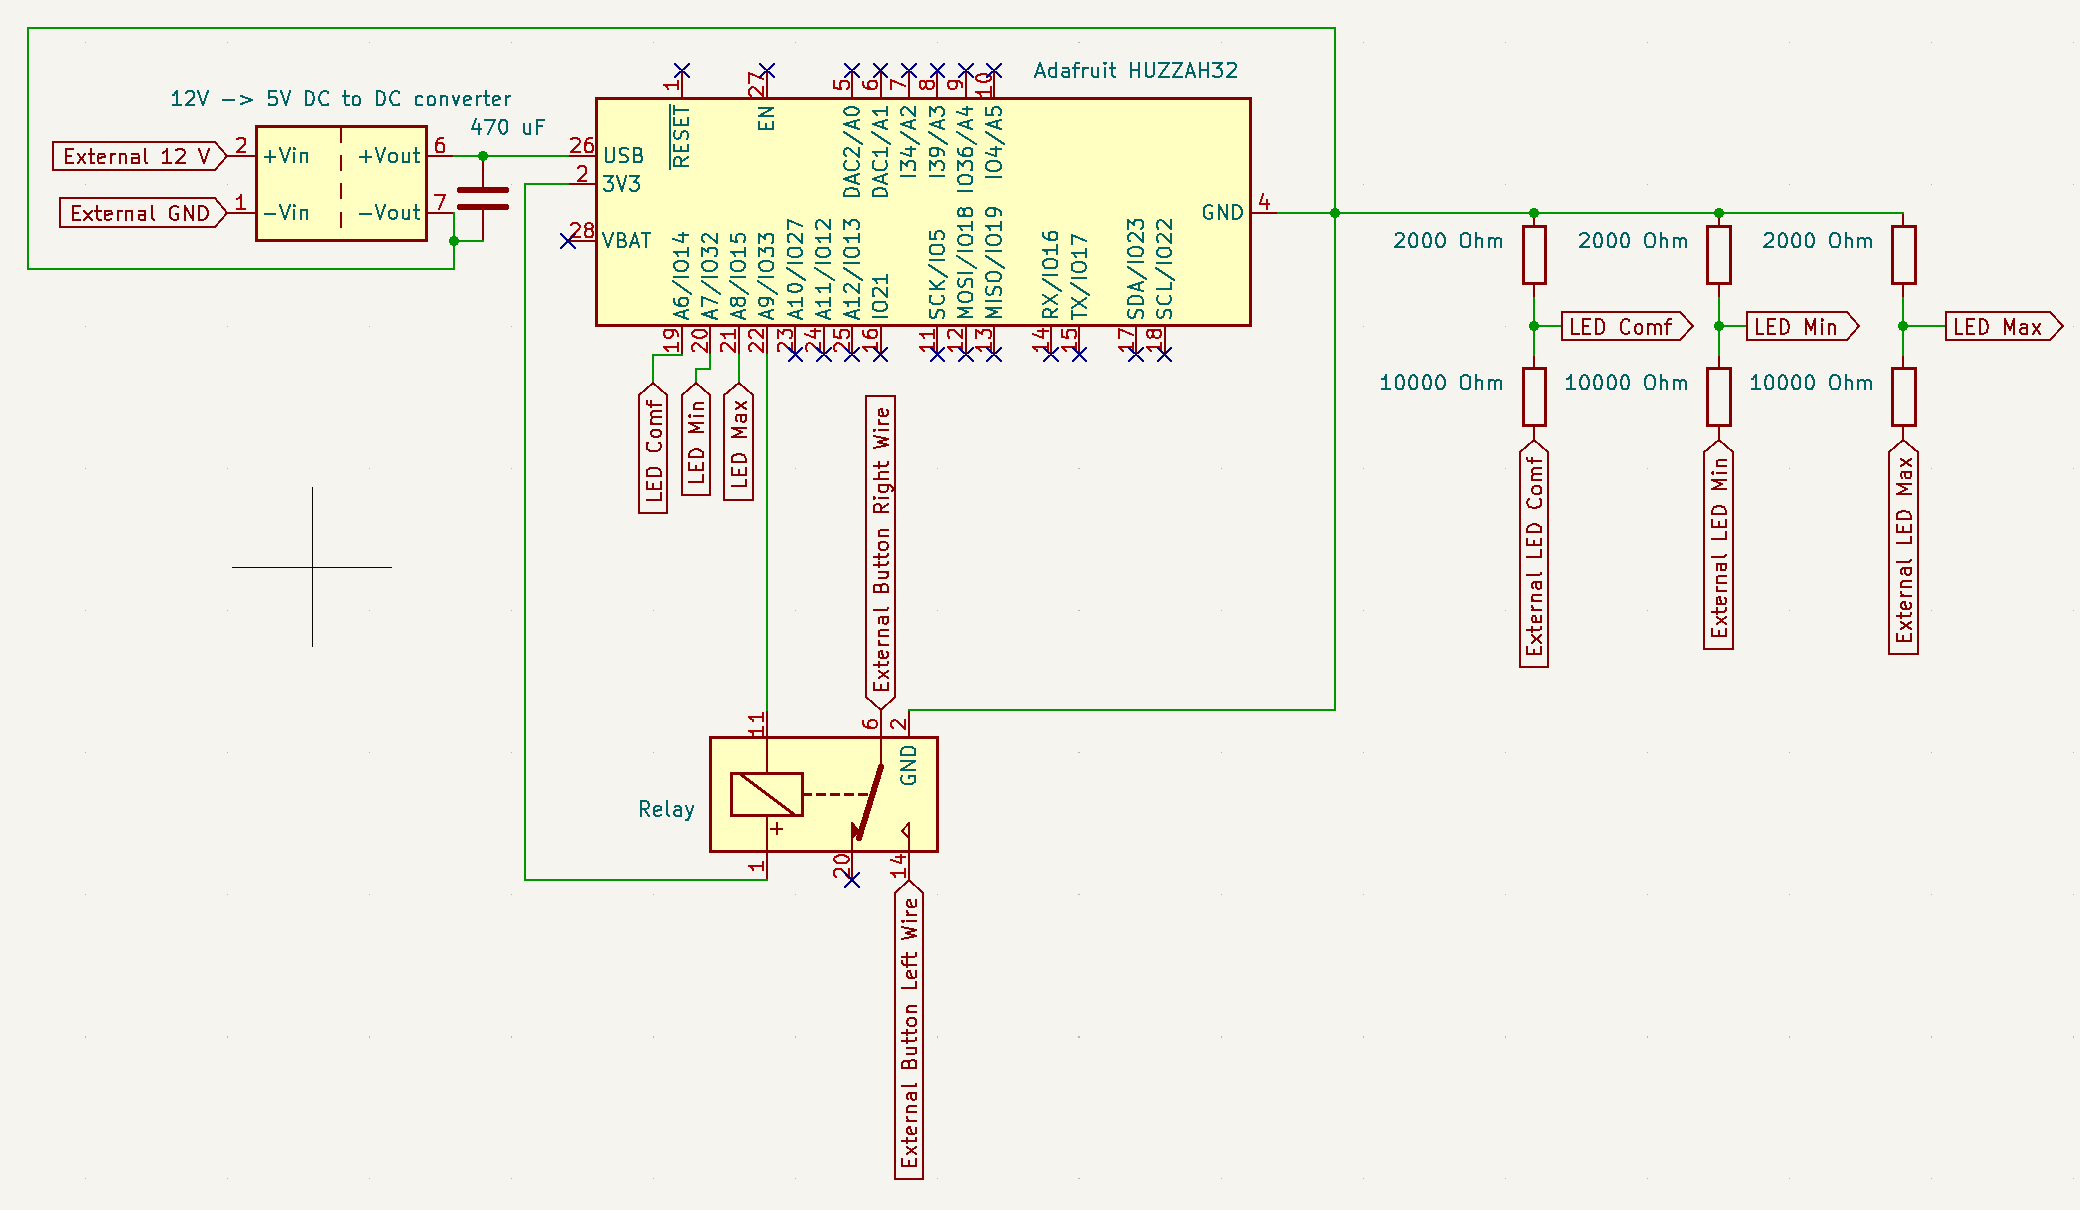 Adafruit HUZZAH32
12V -> 5V DC to DC converter
470 uF
External 12 V
2
+Vin
+Vout
6
External GND
1
-Vin
-Vout
7
1
27
5
6
7
8
9
10
RESET
EN
DAC2/A0
DAC1/A1
I34/A2
I39/A3
IO36/A4
IO4/A5
26
USB
2
3V3
28
VBAT
GND
4
A6/IO14
A7/IO32
A8/IO15
A9/IO33
A10/IO27
A11/IO12
A12/IO13
IO21
SCK/IO5
MOSI/IO18
MISO/IO19
RX/IO16
TX/IO17
SDA/IO23
SCL/IO22
19
20
21
22
23
24
25
16
11
12
13
14
15
17
18
LED Comf
LED Min
LED Max
2000 Ohm
2000 Ohm
2000 Ohm
LED Comf
LED Min
LED Max
10000 Ohm
10000 Ohm
10000 Ohm
External LED Comf
External LED Min
External LED Max
External Button Right Wire
11
6
2
GND
Relay
+
1
20
14
External Button Left Wire